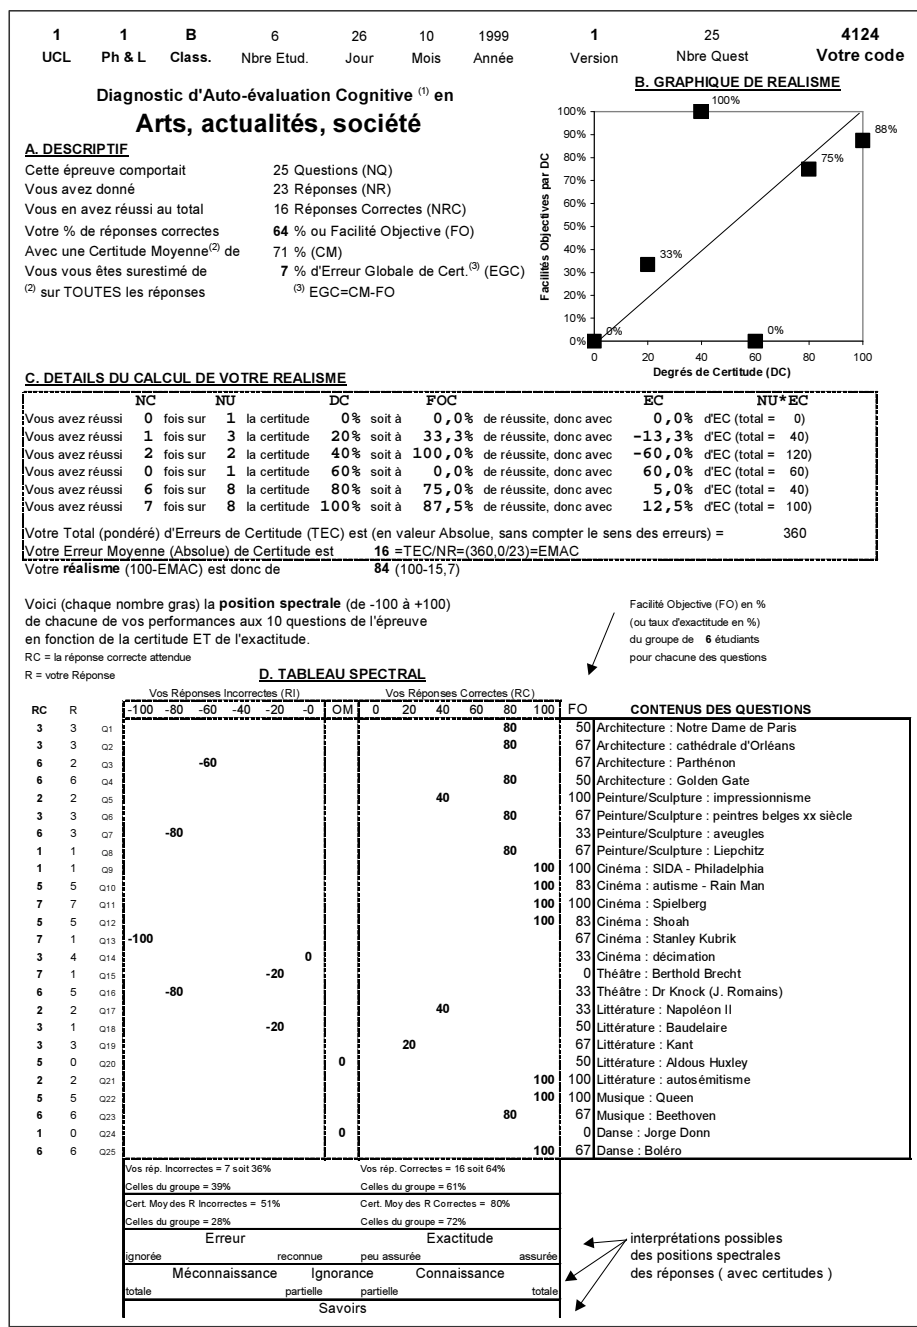 1 1 B 6 26 10 1999 1 25 4124
UCL Ph & L Class. Nbre Etud. Jour Mois Année Version Nbre Quest Votre code
Diagnostic d'Auto-évaluation Cognitive (1) en
Arts, actualités, société
A. DESCRIPTIF
Cette épreuve comportait 25 Questions (NQ)
Vous avez donné 23 Réponses (NR)
Vous en avez réussi au total 16 Réponses Correctes (NRC)
Votre % de réponses correctes 64 % ou Facilité Objective (FO)
Avec une Certitude Moyenne(2) de 71 % (CM)
Vous vous êtes surestimé de 7 % d'Erreur Globale de Cert.(3) (EGC)
(2) sur TOUTES les réponses (3) EGC=CM-FO
B. GRAPHIQUE DE REALISME
Facilités Objectives par DC
100%
90%
80%
70%
60%
50%
40%
30%
20%
10%
0%
100%
88%
75%
33%
0%
0%
0 20 40 60 80 100
Degrés de Certitude (DC)
C. DETAILS DU CALCUL DE VOTRE REALISME
NC NU DC FOC EC NU*EC
Vous avez réussi 0 fois sur 1 la certitude 0% soit à 0,0% de réussite, donc avec 0,0% d'EC (total = 0)
Vous avez réussi 1 fois sur 3 la certitude 20% soit à 33,3% de réussite, donc avec -13,3% d'EC (total = 40)
Vous avez réussi 2 fois sur 2 la certitude 40% soit à 100,0% de réussite, donc avec -60,0% d'EC (total = 120)
Vous avez réussi 0 fois sur 1 la certitude 60% soit à 0,0% de réussite, donc avec 60,0% d'EC (total = 60)
Vous avez réussi 6 fois sur 8 la certitude 80% soit à 75,0% de réussite, donc avec 5,0% d'EC (total = 40)
Vous avez réussi 7 fois sur 8 la certitude 100% soit à 87,5% de réussite, donc avec 12,5% d'EC (total = 100)
Votre Total (pondéré) d'Erreurs de Certitude (TEC) est (en valeur Absolue, sans compter le sens des erreurs) = 360
Votre Erreur Moyenne (Absolue) de Certitude est 16 =TEC/NR=(360,0/23)=EMAC
Votre réalisme (100-EMAC) est donc de 84 (100-15,7)
Voici (chaque nombre gras) la position spectrale (de -100 à +100)
de chacune de vos performances aux 10 questions de l'épreuve
en fonction de la certitude ET de l'exactitude.
RC = la réponse correcte attendue
R = votre Réponse
Facilité Objective (FO) en %
(ou taux d'exactitude en %)
du groupe de 6 étudiants
pour chacune des questions
D. TABLEAU SPECTRAL
Vos Réponses Incorrectes (RI) Vos Réponses Correctes (RC)
RC R -100 -80 -60 -40 -20 -0 OM 0 20 40 60 80 100 FO CONTENUS DES QUESTIONS
3 3 Q1 80 50 Architecture : Notre Dame de Paris
3 3 Q2 80 67 Architecture : cathédrale d'Orléans
6 2 Q3 -60 67 Architecture : Parthénon
6 6 Q4 80 50 Architecture : Golden Gate
2 2 Q5 40 100 Peinture/Sculpture : impressionnisme
3 3 Q6 80 67 Peinture/Sculpture : peintres belges xx siècle
6 3 Q7 -80 33 Peinture/Sculpture : aveugles
1 1 Q8 80 67 Peinture/Sculpture : Liepchitz
1 1 Q9 100 100 Cinéma : SIDA - Philadelphia
5 5 Q10 100 83 Cinéma : autisme - Rain Man
7 7 Q11 100 100 Cinéma : Spielberg
5 5 Q12 100 83 Cinéma : Shoah
7 1 Q13 -100 67 Cinéma : Stanley Kubrik
3 4 Q14 0 33 Cinéma : décimation
7 1 Q15 -20 0 Théâtre : Berthold Brecht
6 5 Q16 -80 33 Théâtre : Dr Knock (J. Romains)
2 2 Q17 40 33 Littérature : Napoléon II
3 1 Q18 -20 50 Littérature : Baudelaire
3 3 Q19 20 67 Littérature : Kant
5 0 Q20 0 50 Littérature : Aldous Huxley
2 2 Q21 100 100 Littérature : autosémitisme
5 5 Q22 100 100 Musique : Queen
6 6 Q23 80 67 Musique : Beethoven
1 0 Q24 0 0 Danse : Jorge Donn
6 6 Q25 100 67 Danse : Boléro
Vos rép. Incorrectes = 7 soit 36% Vos rép. Correctes = 16 soit 64%
Celles du groupe = 39% Celles du groupe = 61%
Cert. Moy des R Incorrectes = 51% Cert. Moy des R Correctes = 80%
Celles du groupe = 28% Celles du groupe = 72%
Erreur Exactitude
ignorée reconnue peu assurée assurée
Méconnaissance Ignorance Connaissance
totale partielle partielle totale
Savoirs
interprétations possibles
des positions spectrales
des réponses ( avec certitudes )